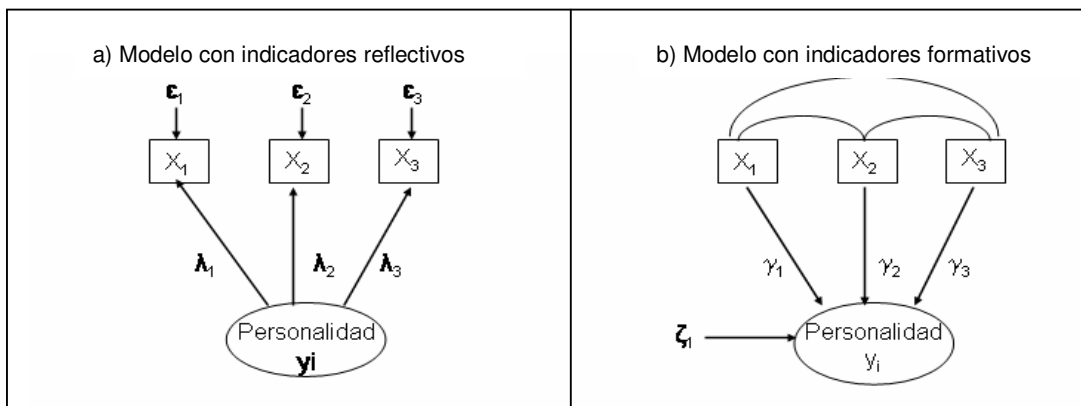 a) Modelo con indicadores reflectivos
ε₁ ε₂ ε₃
X₁ X₂ X₃
λ₁ λ₂ λ₃
Personalidad
yi
b) Modelo con indicadores formativos
X₁ X₂ X₃
γ₁ γ₂ γ₃
ζ₁
Personalidad
yᵢ